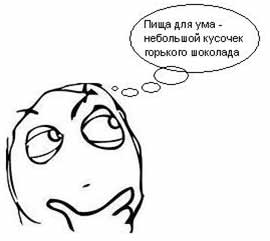 Пища для ума -
небольшой кусочек
горького шоколада